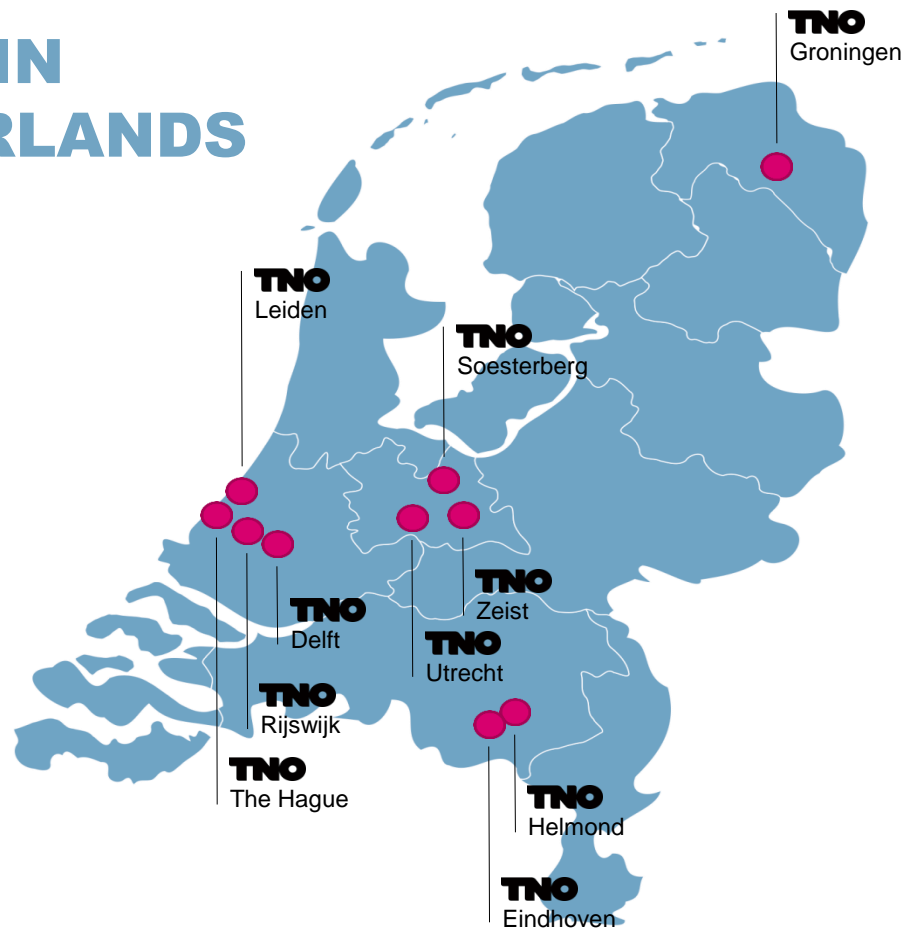 IN
RLANDS
TNO
Groningen
TNO
Leiden
TNO
Soesterberg
TNO
Zeist
TNO
Delft
TNO
Utrecht
TNO
Rijswijk
TNO
The Hague
TNO
Helmond
TNO
Eindhoven